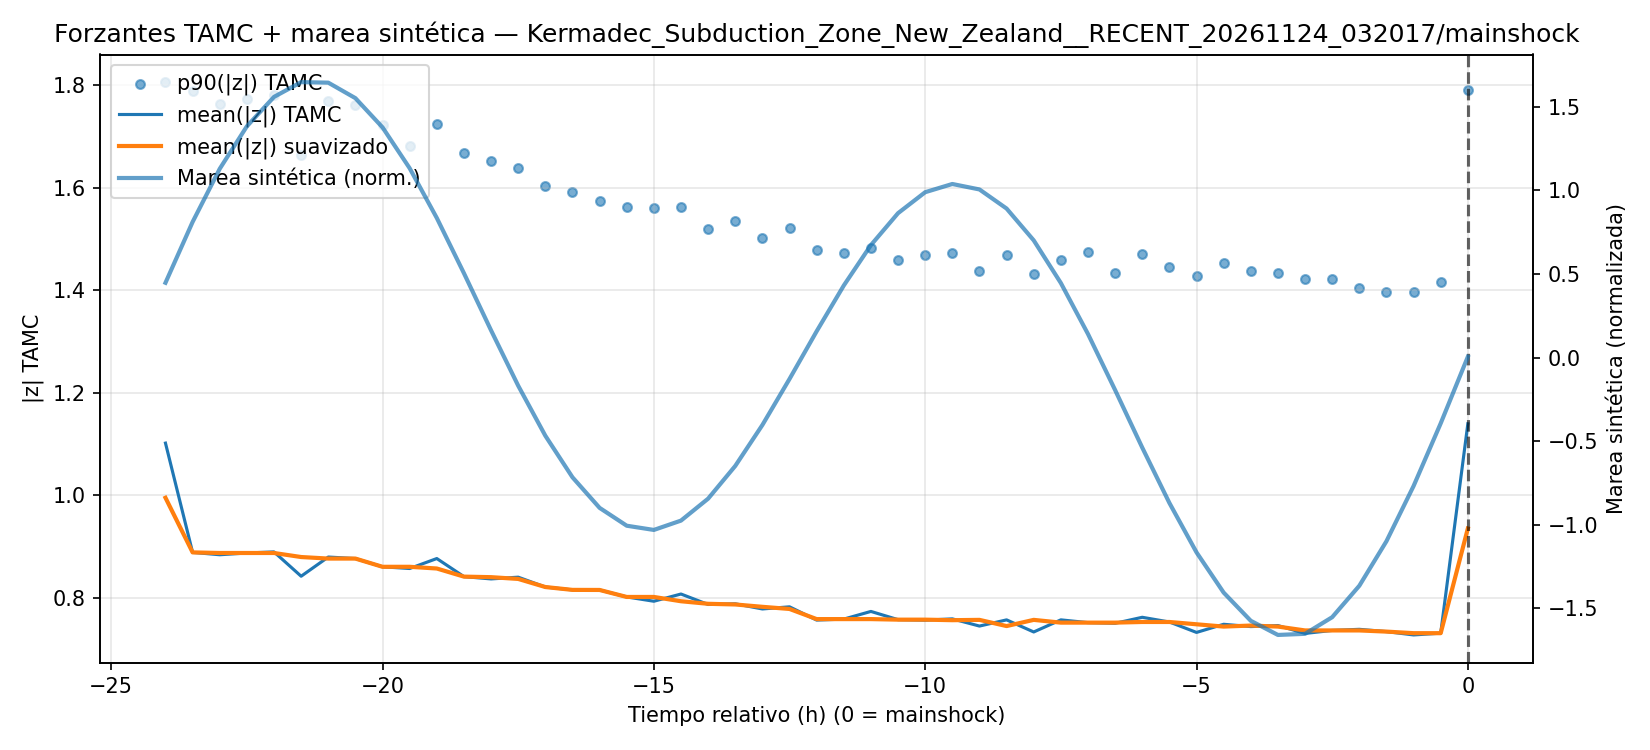 Forzantes TAMC + marea sintética — Kermadec_Subduction_Zone_New_Zealand__RECENT_20261124_032017/mainshock
p90(|z|) TAMC
mean(|z|) TAMC
mean(|z|) suavizado
Marea sintética (norm.)
|z| TAMC
1.8
1.6
1.4
1.2
1.0
0.8
1.5
1.0
0.5
0.0
−0.5
−1.0
−1.5
Marea sintética (normalizada)
−25
−20
−15
−10
−5
0
Tiempo relativo (h) (0 = mainshock)